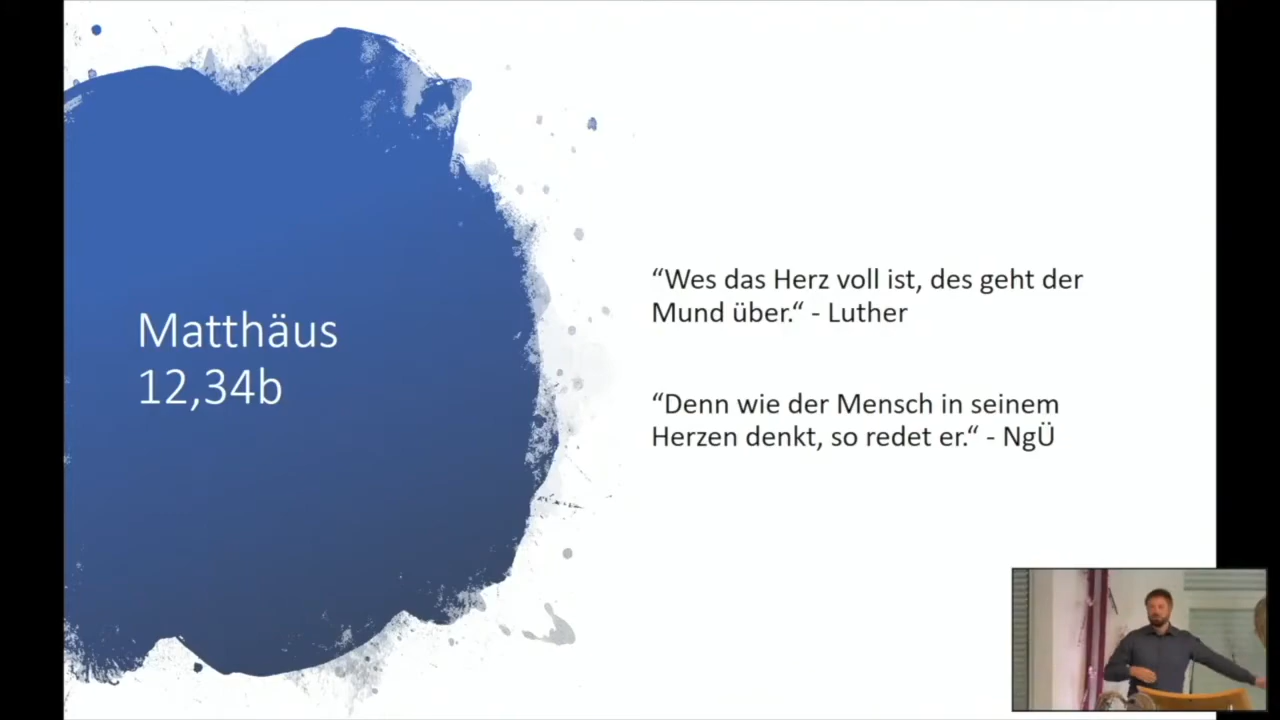 Matthäus
12,34b
“Wes das Herz voll ist, des geht der
Mund über.“ - Luther
“Denn wie der Mensch in seinem
Herzen denkt, so redet er.“ - NgÜ